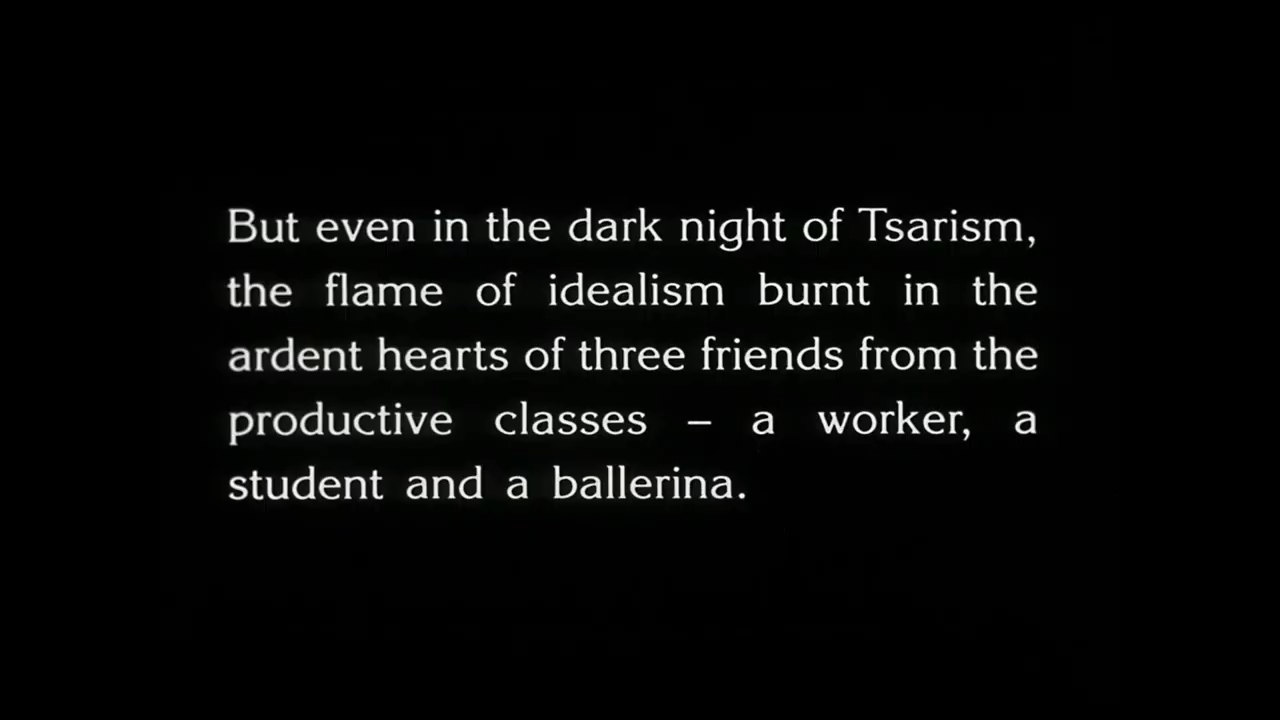 But even in the dark night of Tsarism,
the flame of idealism burnt in the
ardent hearts of three friends from the
productive classes – a worker, a
student and a ballerina.